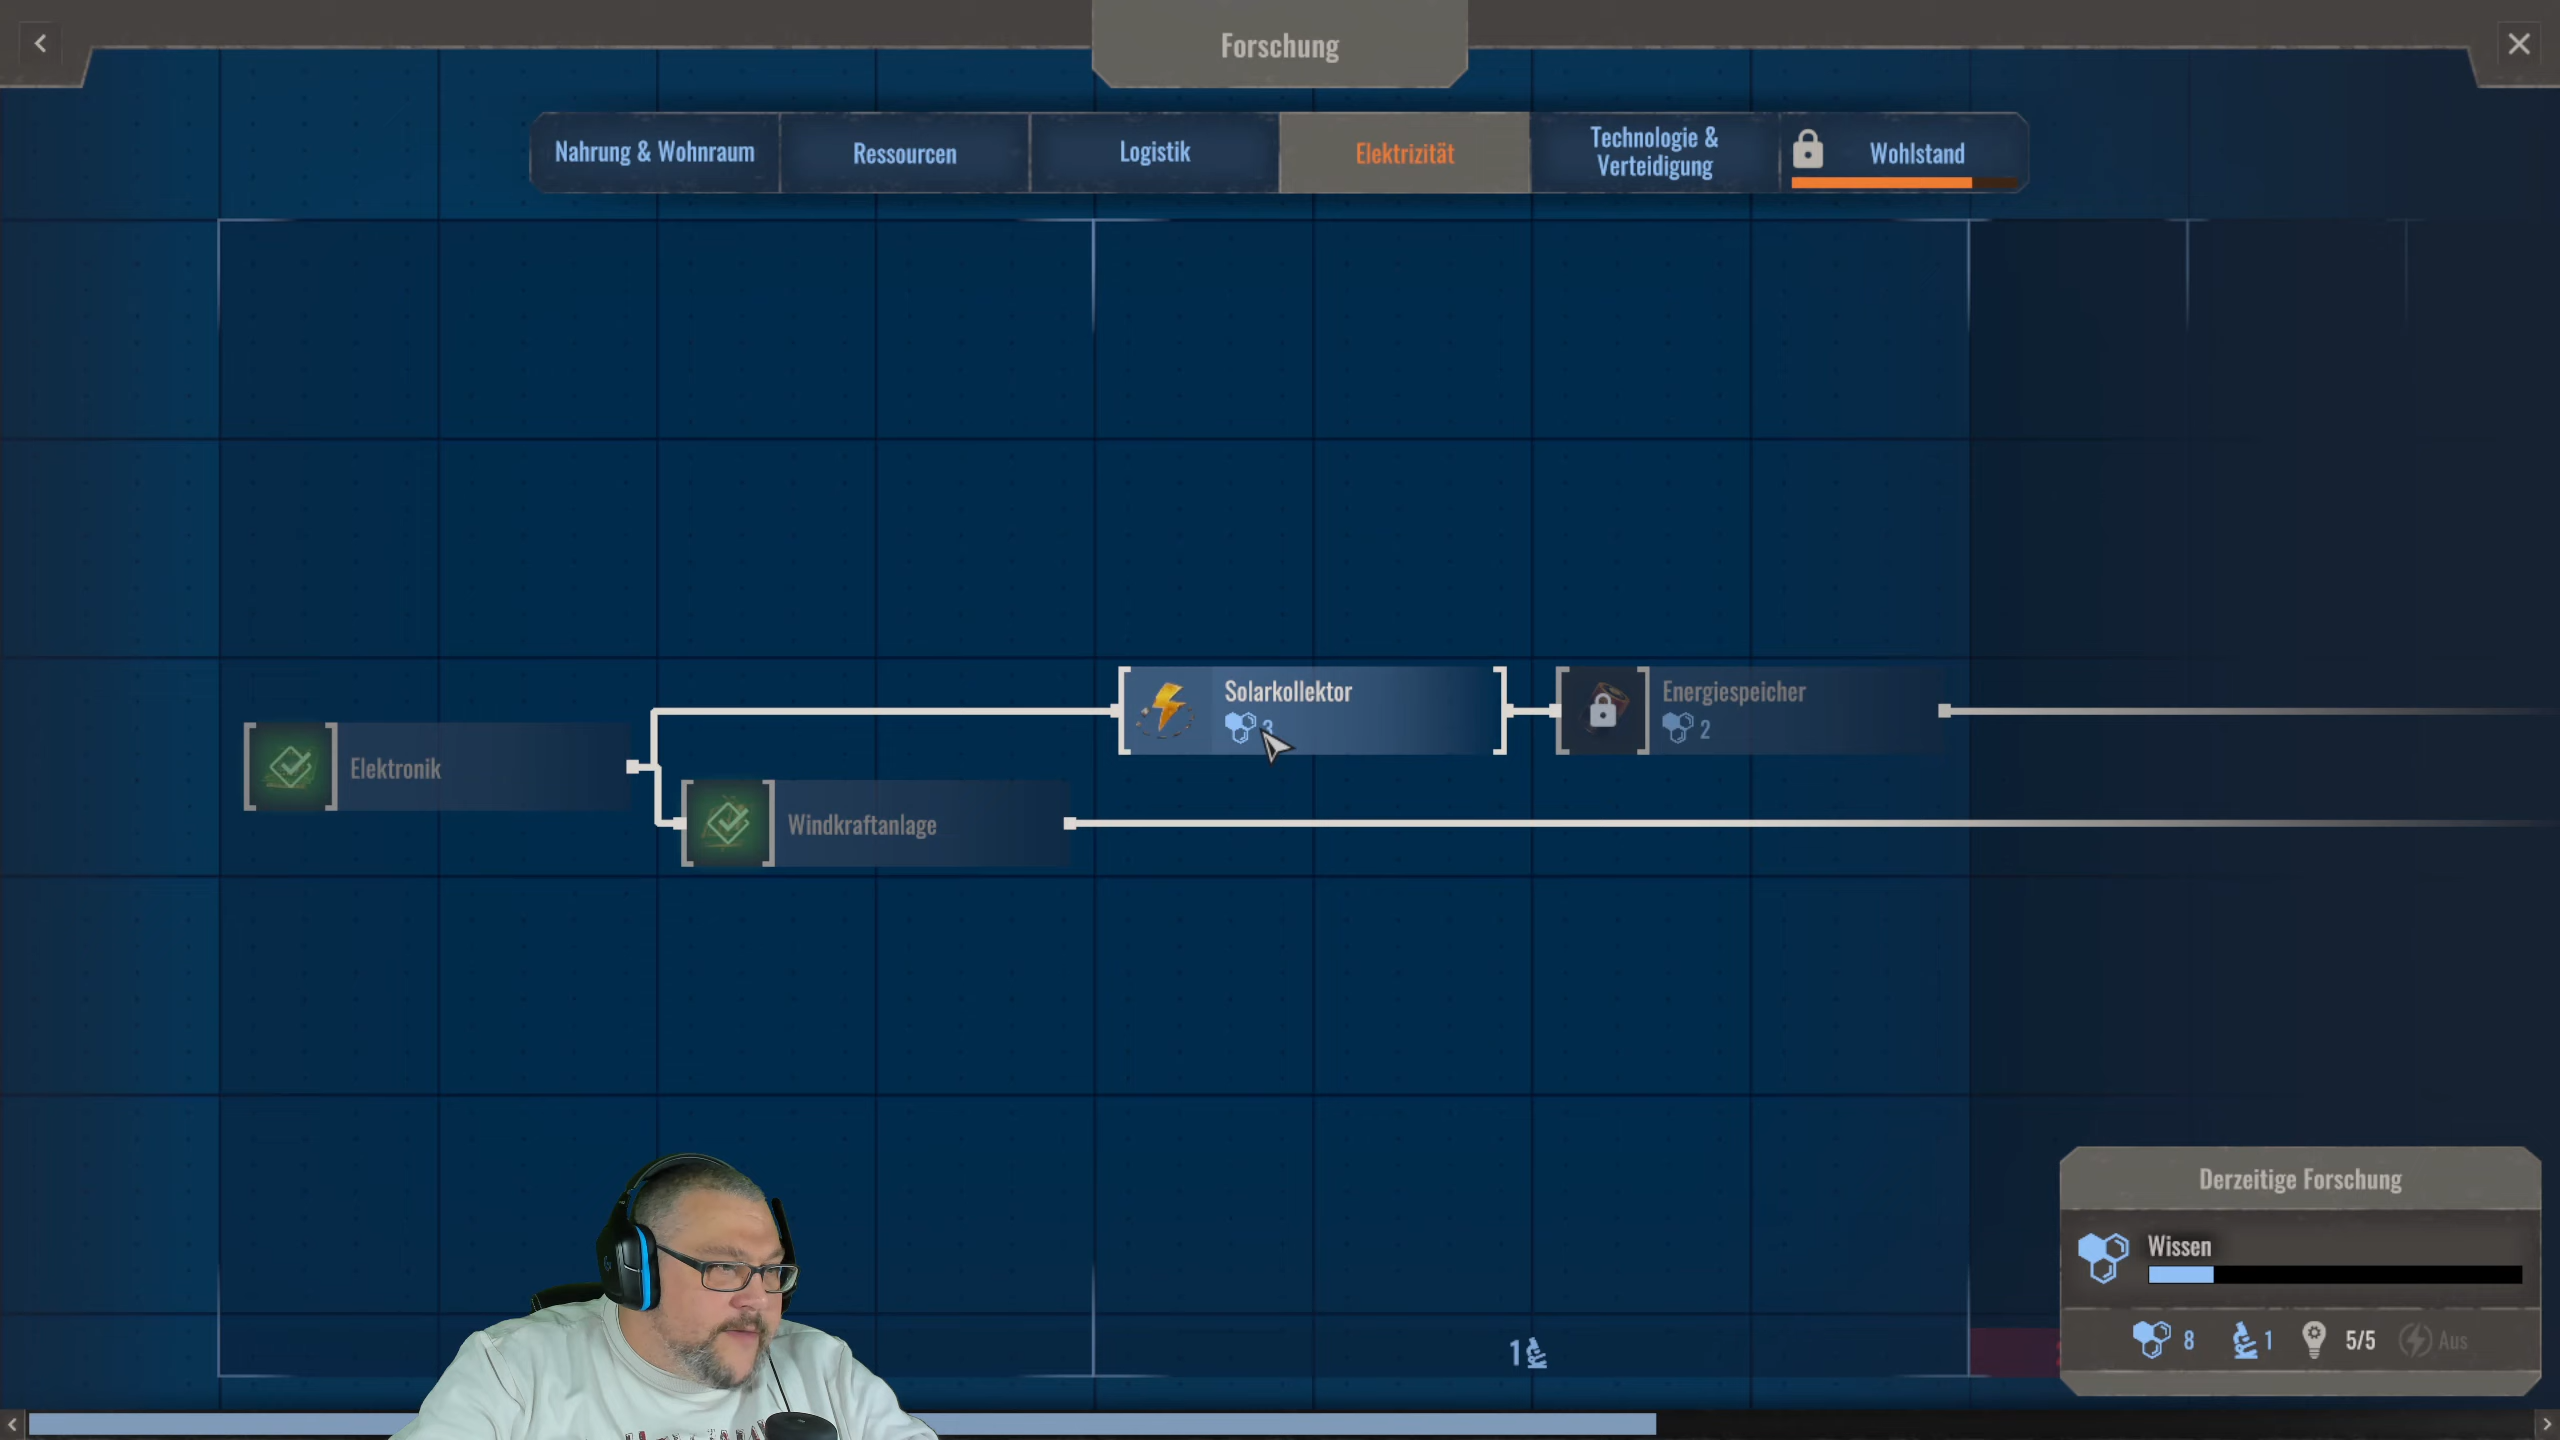 Forschung
Nahrung & Wohnraum
Ressourcen
Logistik
Elektrizität
Technologie &
Verteidigung
Wohlstand
Solarkollektor
3
Energiespeicher
2
Elektronik
Windkraftanlage
1
Derzeitige Forschung
Wissen
8
1
5/5
Aus